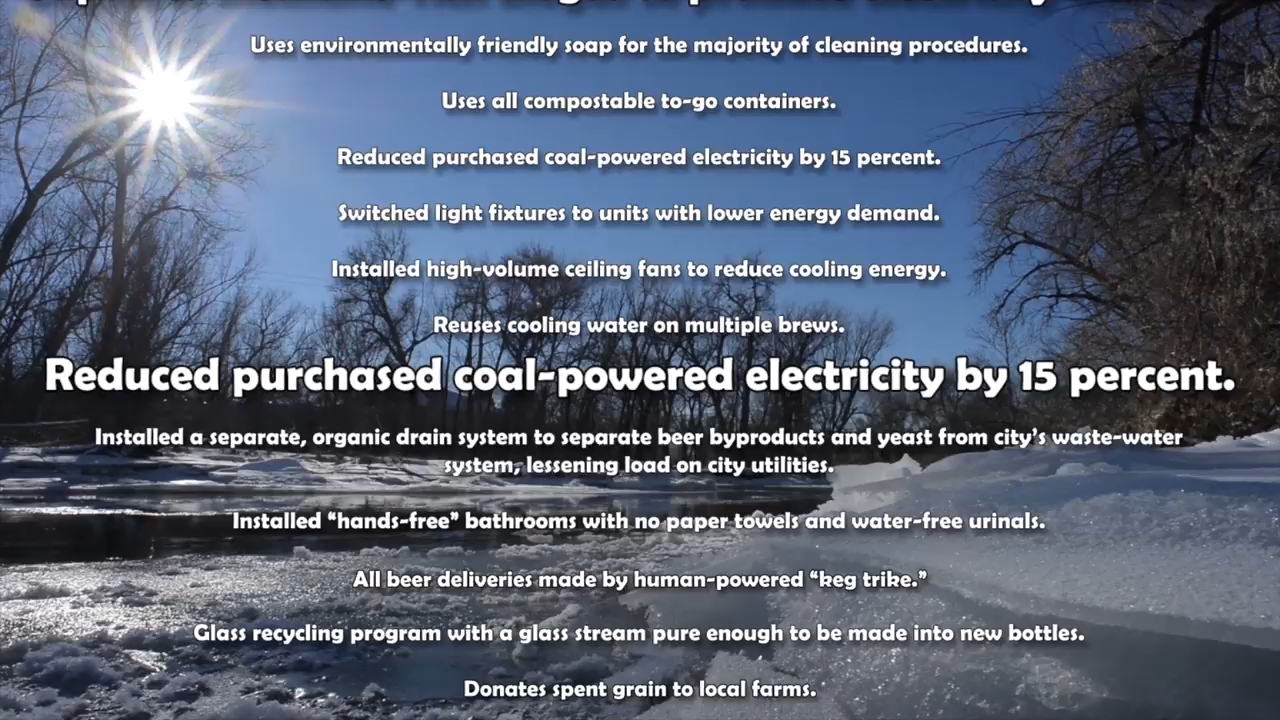 Uses environmentally friendly soap for the majority of cleaning procedures.
Uses all compostable to-go containers.
Reduced purchased coal-powered electricity by 15 percent.
Switched light fixtures to units with lower energy demand.
Installed high-volume ceiling fans to reduce cooling energy.
Reuses cooling water on multiple brews.
Reduced purchased coal-powered electricity by 15 percent.
Installed a separate, organic drain system to separate beer byproducts and yeast from city’s waste-water
system, lessening load on city utilities.
Installed “hands-free” bathrooms with no paper towels and water-free urinals.
All beer deliveries made by human-powered “keg trike.”
Glass recycling program with a glass stream pure enough to be made into new bottles.
Donates spent grain to local farms.